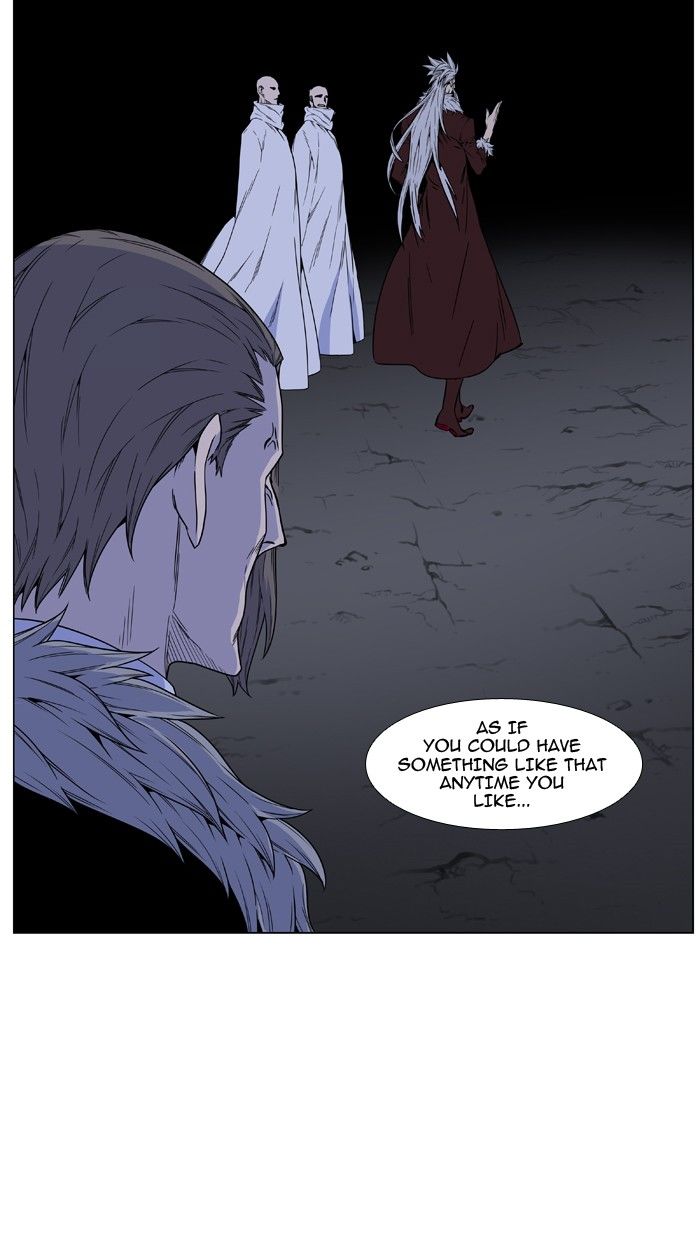 AS IF
YOU COULD HAVE
SOMETHING LIKE THAT
ANYTIME YOU
LIKE...